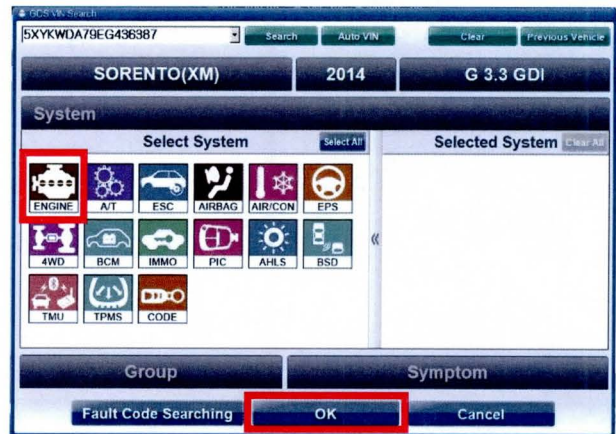 GCS VIN Search
5XYKWDA79EG436387 Search Auto VIN Clear Previous Vehicle
SORENTO(XM) 2014 G 3.3 GDI
System
Select System Select All Selected System Clear All
ENGINE A/T ESC AIRBAG AIR/CON EPS
4WD BCM IMMO PIC AHLS BSD
TMU TPMS CODE
Group Symptom
Fault Code Searching OK Cancel